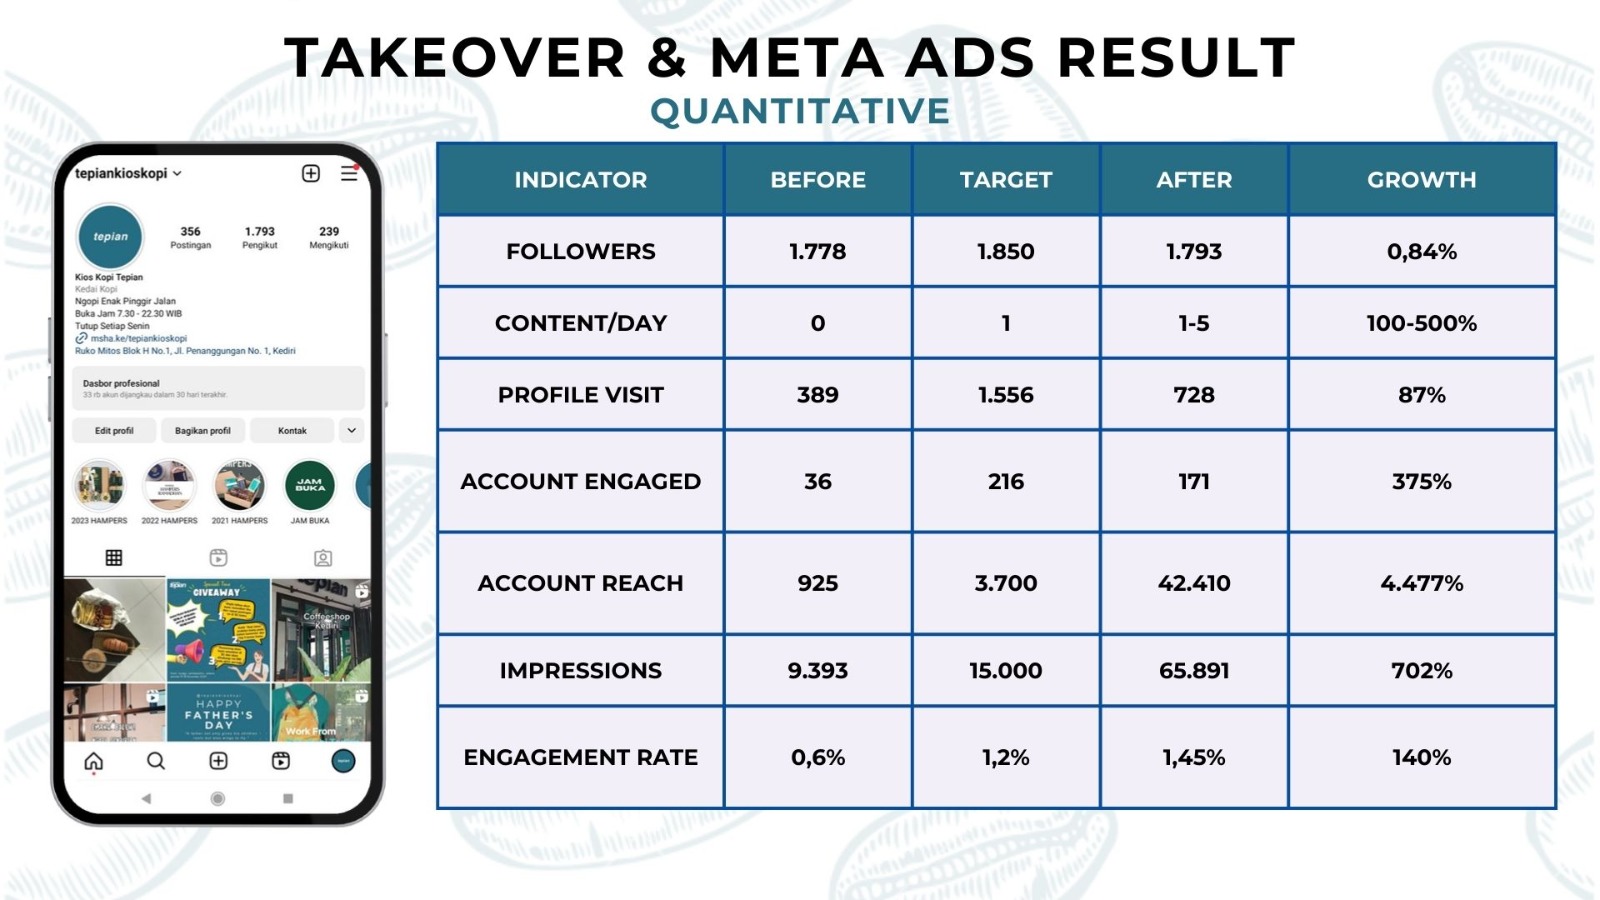 TAKEOVER & META ADS RESULT
QUANTITATIVE
tepiankioskopi
tepian
356
1.793
239
Postingan
Pengikut
Mengikuti
Kios Kopi Tepian
Kedai Kopi
Ngopi Enak Pinggir Jalan
Buka Jam 7.30 - 22.30 WIB
Tutup Setiap Senin
msha.ke/tepiankioskopi
Ruko Mitos Blok H No.1, Jl. Penanggungan No. 1, Kediri
Dasbor profesional
33 rb akun dijangkau dalam 30 hari terakhir.
Edit profil
Bagikan profil
Kontak
JAM
BUKA
2023 HAMPERS
2022 HAMPERS
2021 HAMPERS
JAM BUKA
GIVEAWAY
Coffeeshop
Kediri
HAPPY
FATHER'S
DAY
Work From
INDICATOR BEFORE TARGET AFTER GROWTH
FOLLOWERS 1.778 1.850 1.793 0,84%
CONTENT/DAY 0 1 1-5 100-500%
PROFILE VISIT 389 1.556 728 87%
ACCOUNT ENGAGED 36 216 171 375%
ACCOUNT REACH 925 3.700 42.410 4.477%
IMPRESSIONS 9.393 15.000 65.891 702%
ENGAGEMENT RATE 0,6% 1,2% 1,45% 140%